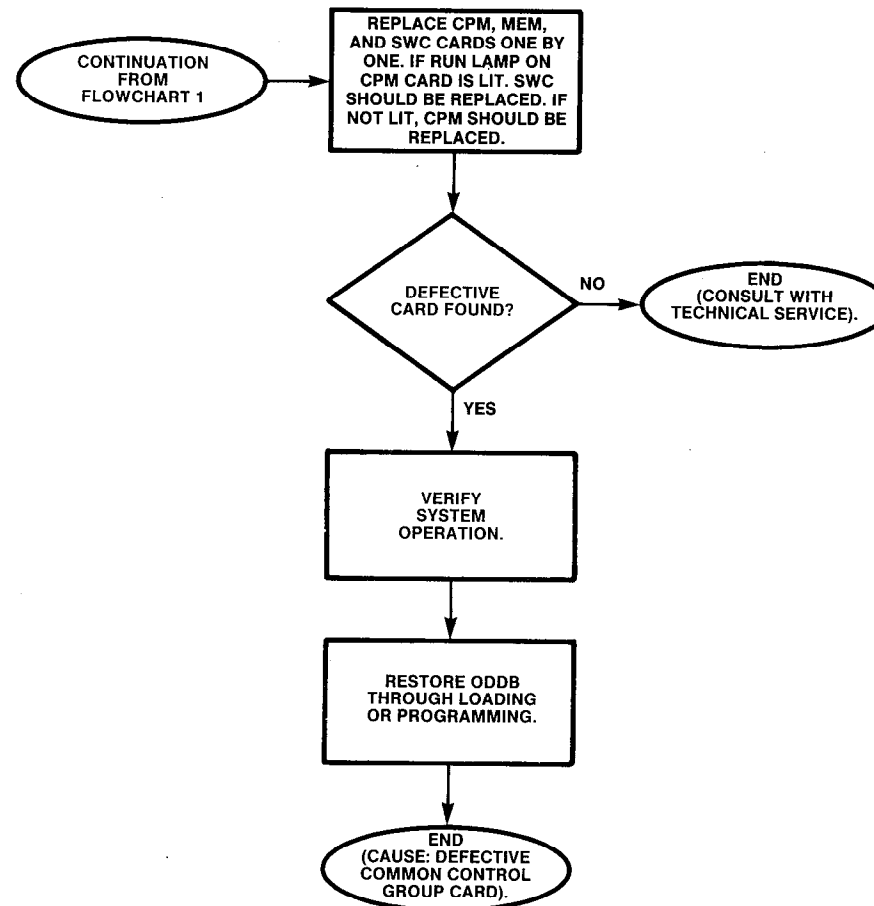 REPLACE CPM, MEM,
AND SWC CARDS ONE BY
ONE. IF RUN LAMP ON
CPM CARD IS LIT. SWC
SHOULD BE REPLACED. IF
NOT LIT, CPM SHOULD BE
REPLACED.
CONTINUATION
FROM
FLOWCHART 1
DEFECTIVE
CARD FOUND?
NO
END
(CONSULT WITH
TECHNICAL SERVICE).
YES
VERIFY
SYSTEM
OPERATION.
RESTORE ODDB
THROUGH LOADING
OR PROGRAMMING.
END
(CAUSE: DEFECTIVE
COMMON CONTROL
GROUP CARD).